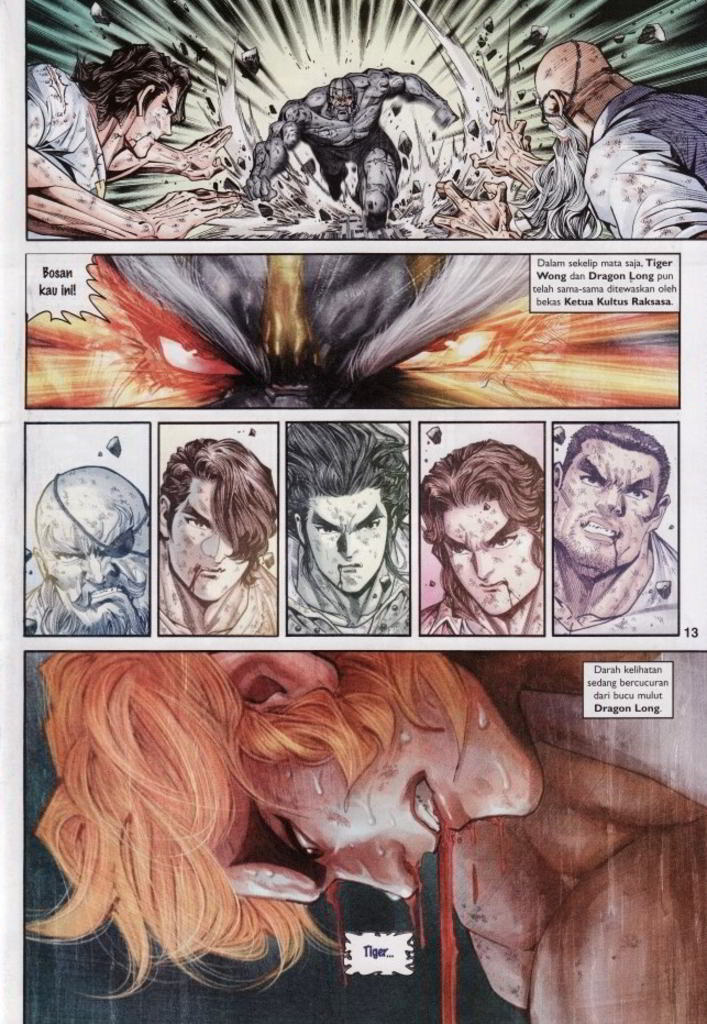 Bosan
kau ini!
Dalam sekelip mata saja, Tiger
Wong dan Dragon Long pun
telah sama-sama ditewaskan oleh
bekas Ketua Kultus Raksasa.
13
Darah kelihatan
sedang bercucuran
dari bucu mulut
Dragon Long.
Tiger...